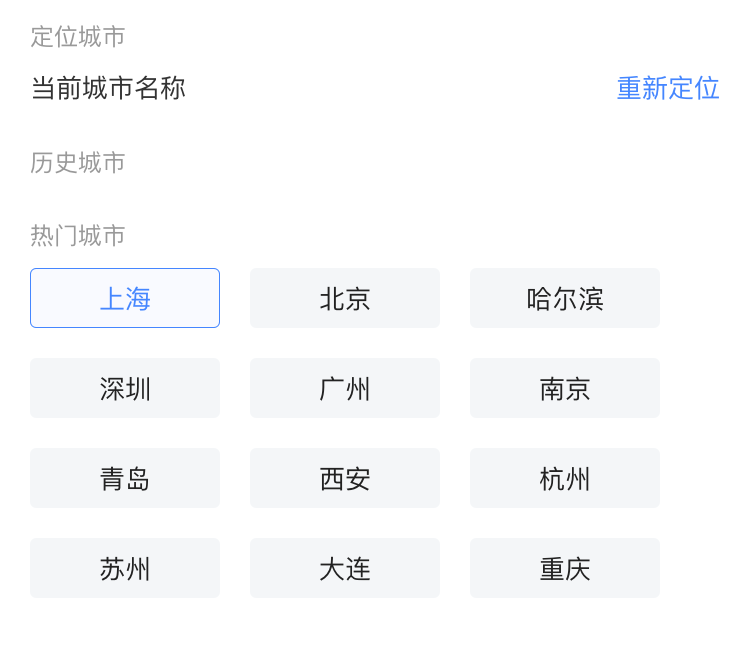 定位城市
当前城市名称 重新定位
历史城市
热门城市
上海 北京 哈尔滨
深圳 广州 南京
青岛 西安 杭州
苏州 大连 重庆